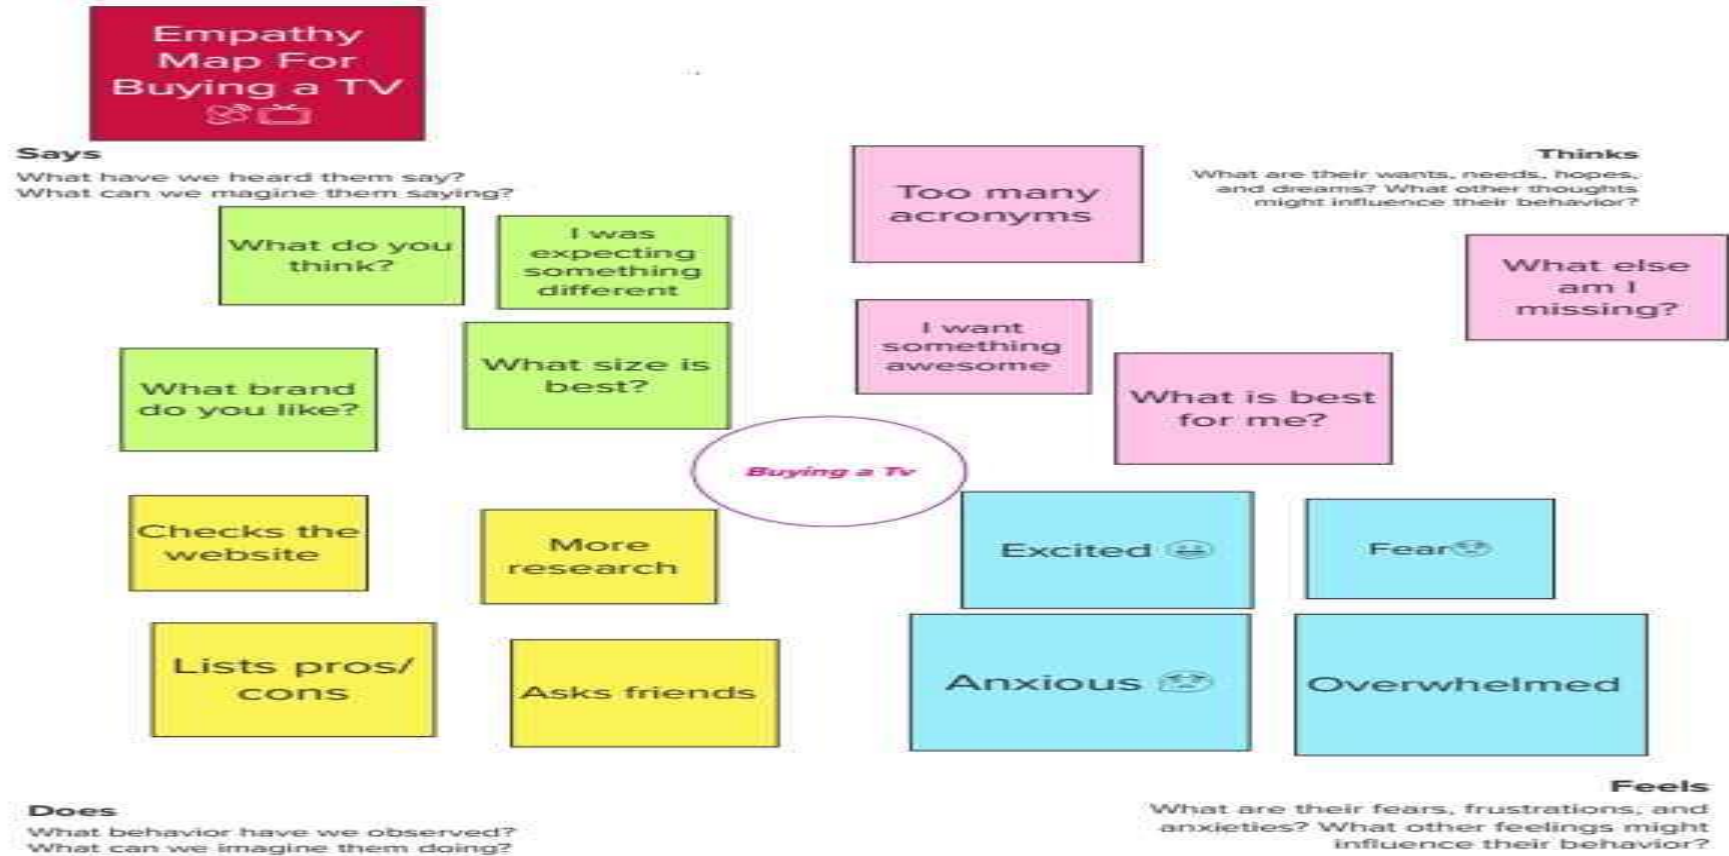 Empathy
Map For
Buying a TV
Says
What have we heard them say?
What can we magine them saying?
What do you
think?
I was
expecting
something
different
What brand
do you like?
What size is
best?
Too many
acronyms
Thinks
What are their wants, needs, hopes,
and dreams? What other thoughts
might influence their behavior?
What else
am I
missing?
I want
something
awesome
What is best
for me?
Buying a Tv
Checks the
website
More
research
Lists pros/
cons
Asks friends
Excited
Fear
Anxious
Overwhelmed
Does
What behavior have we observed?
What can we imagine them doing?
Feels
What are their fears, frustrations, and
anxieties? What other feelings might
influence their behavior?